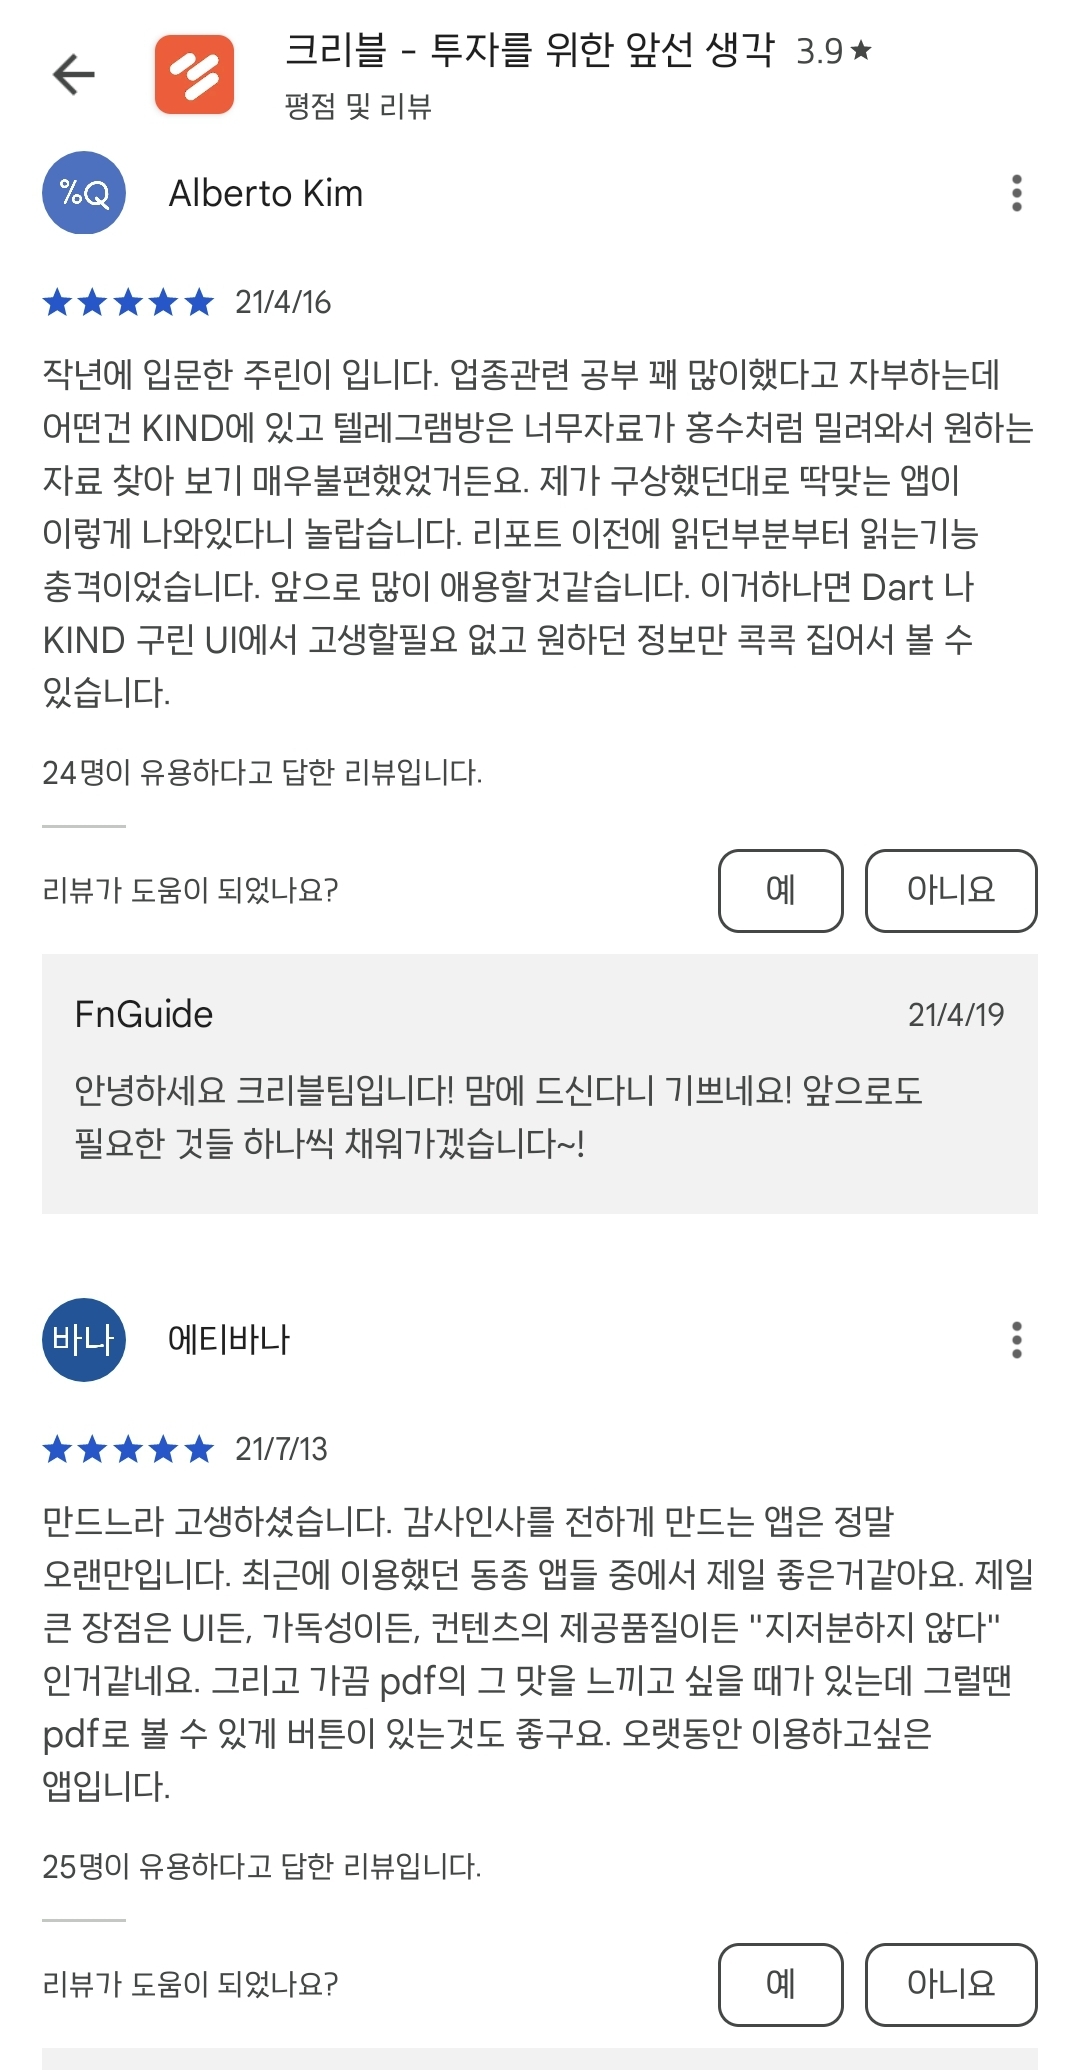 크리블 - 투자를 위한 앞선 생각 3.9★
평점 및 리뷰
%Q Alberto Kim
21/4/16
작년에 입문한 주린이 입니다. 업종관련 공부 꽤 많이했다고 자부하는데
어떤건 KIND에 있고 텔레그램방은 너무자료가 홍수처럼 밀려와서 원하는
자료 찾아 보기 매우불편했었거든요. 제가 구상했던대로 딱맞는 앱이
이렇게 나와있다니 놀랍습니다. 리포트 이전에 읽던부분부터 읽는기능
충격이었습니다. 앞으로 많이 애용할것같습니다. 이거하나면 Dart 나
KIND 구린 UI에서 고생할필요 없고 원하던 정보만 콕콕 집어서 볼 수
있습니다.
24명이 유용하다고 답한 리뷰입니다.
리뷰가 도움이 되었나요? 예 아니요
FnGuide 21/4/19
안녕하세요 크리블팀입니다! 맘에 드신다니 기쁘네요! 앞으로도
필요한 것들 하나씩 채워가겠습니다~!
바나 에티바나
21/7/13
만드느라 고생하셨습니다. 감사인사를 전하게 만드는 앱은 정말
오랜만입니다. 최근에 이용했던 동종 앱들 중에서 제일 좋은거같아요. 제일
큰 장점은 UI든, 가독성이든, 컨텐츠의 제공품질이든 "지저분하지 않다"
인거같네요. 그리고 가끔 pdf의 그 맛을 느끼고 싶을 때가 있는데 그럴땐
pdf로 볼 수 있게 버튼이 있는것도 좋구요. 오랫동안 이용하고싶은
앱입니다.
25명이 유용하다고 답한 리뷰입니다.
리뷰가 도움이 되었나요? 예 아니요